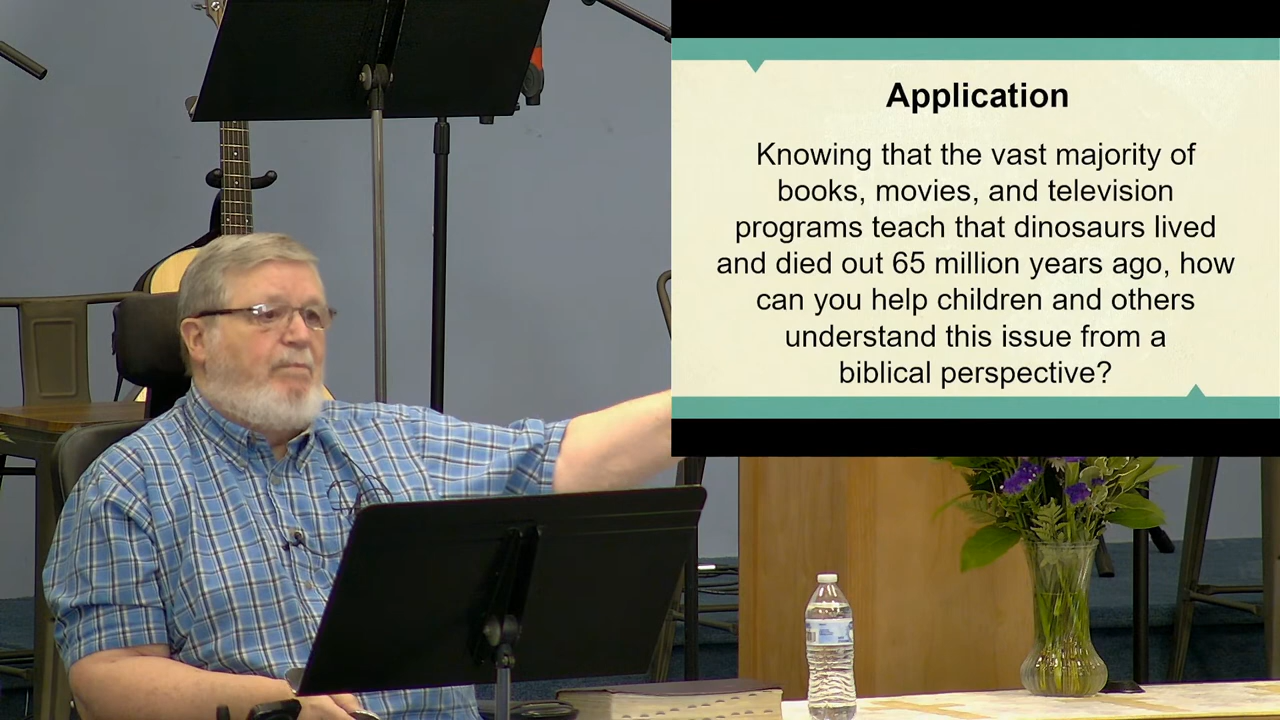 Application
Knowing that the vast majority of
books, movies, and television
programs teach that dinosaurs lived
and died out 65 million years ago, how
can you help children and others
understand this issue from a
biblical perspective?